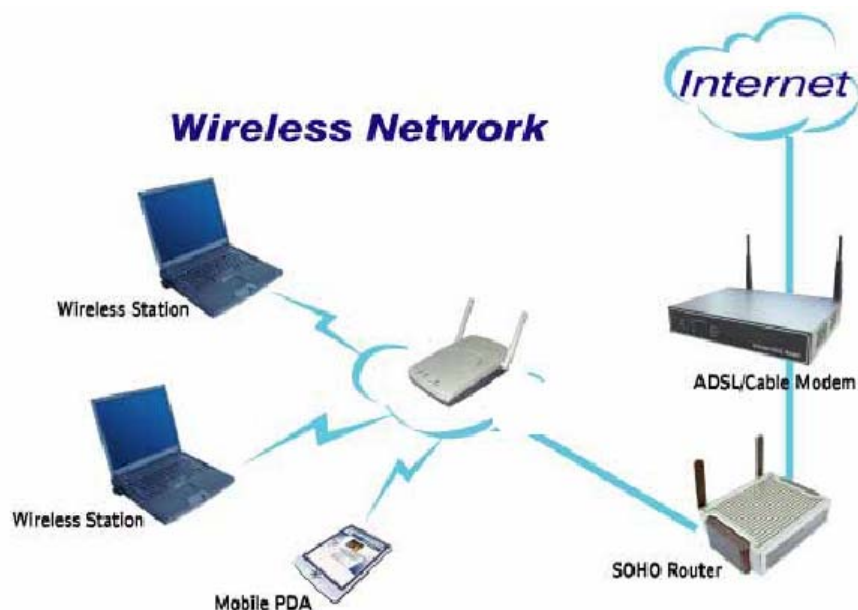 Internet
Wireless Network
Wireless Station
ADSL/Cable Modem
Wireless Station
SOHO Router
Mobile PDA